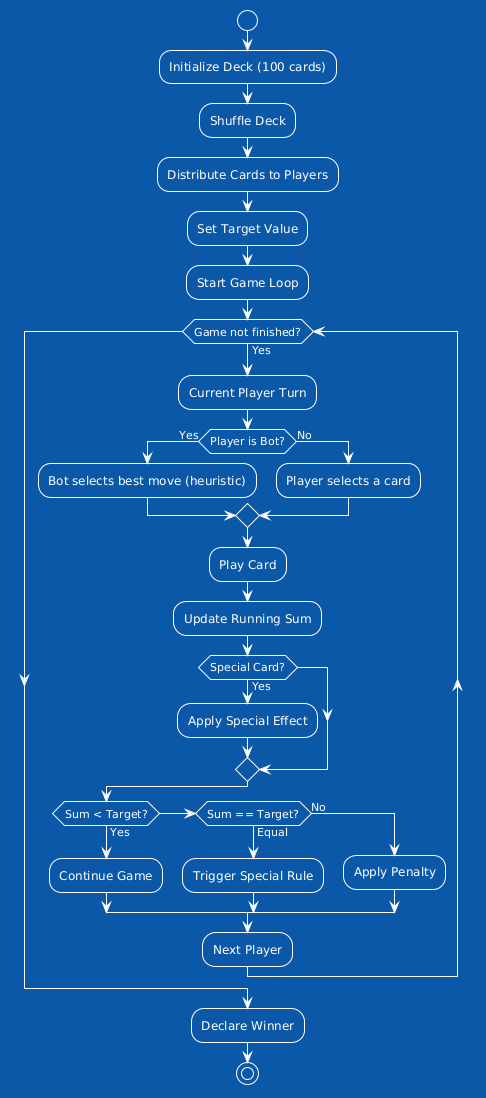 Initialize Deck (100 cards)
Shuffle Deck
Distribute Cards to Players
Set Target Value
Start Game Loop
Game not finished?
Yes
Current Player Turn
Player is Bot?
Yes
No
Bot selects best move (heuristic)
Player selects a card
Play Card
Update Running Sum
Special Card?
Yes
Apply Special Effect
Sum < Target?
Yes
Sum == Target?
Equal
No
Continue Game
Trigger Special Rule
Apply Penalty
Next Player
Declare Winner